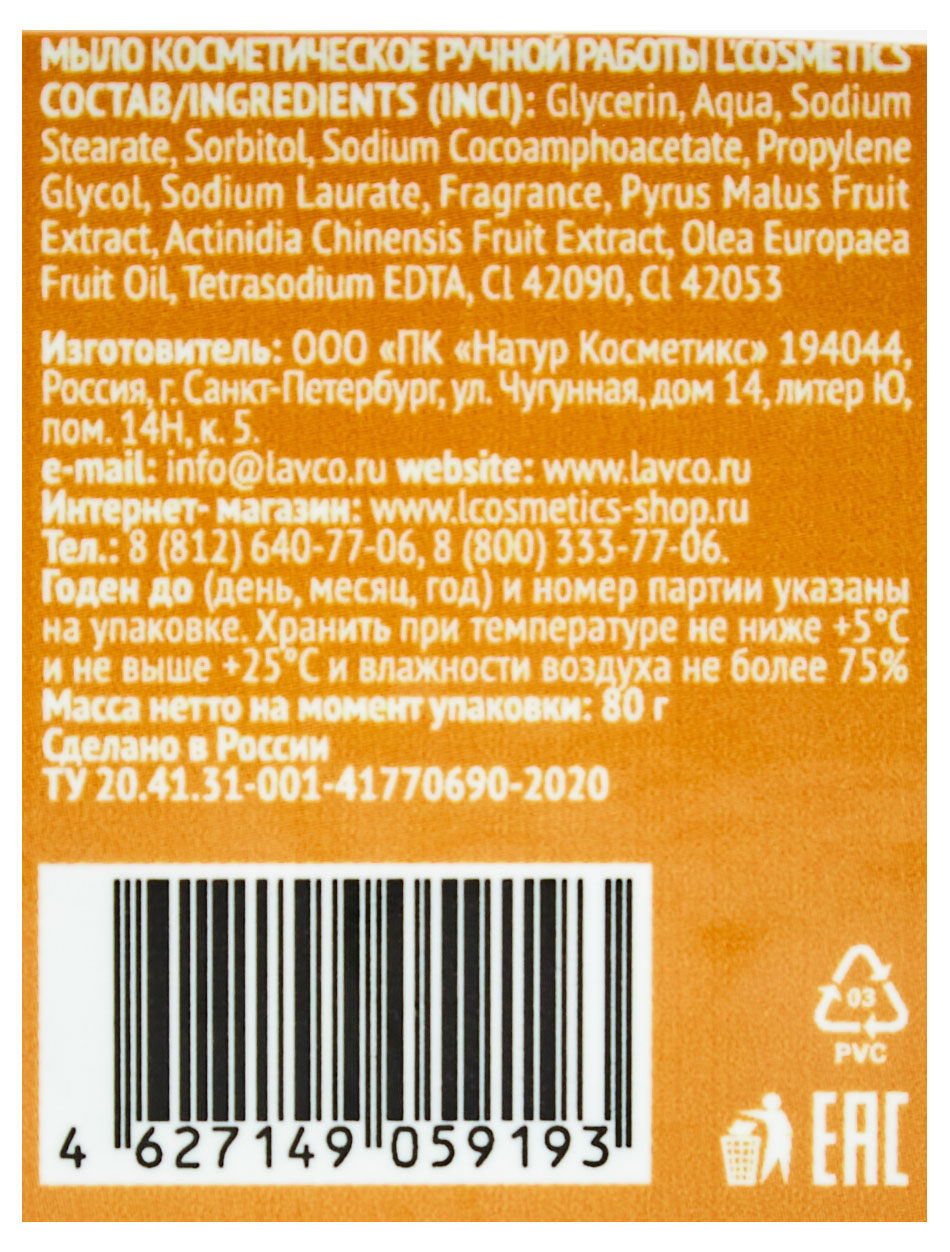 МЫЛО КОСМЕТИЧЕСКОЕ РУЧНОЙ РАБОТЫ L'COSMETICS
СОСТАВ/INGREDIENTS (INCI): Glycerin, Aqua, Sodium
Stearate, Sorbitol, Sodium Cocoamphoacetate, Propylene
Glycol, Sodium Laurate, Fragrance, Pyrus Malus Fruit
Extract, Actinidia Chinensis Fruit Extract, Olea Europaea
Fruit Oil, Tetrasodium EDTA, Cl 42090, Cl 42053
Изготовитель: ООО «ПК «Натур Косметикс» 194044,
Россия, г. Санкт-Петербург, ул. Чугунная, дом 14, литер Ю,
пом. 14Н, к. 5.
e-mail: info@lavco.ru website: www.lavco.ru
Интернет- магазин: www.lcosmetics-shop.ru
Тел.: 8 (812) 640-77-06, 8 (800) 333-77-06.
Годен до (день, месяц, год) и номер партии указаны
на упаковке. Хранить при температуре не ниже +5°C
и не выше +25°C и влажности воздуха не более 75%
Масса нетто на момент упаковки: 80 г
Сделано в России
ТУ 20.41.31-001-41770690-2020
03
PVC
EAC
4 627149 059193